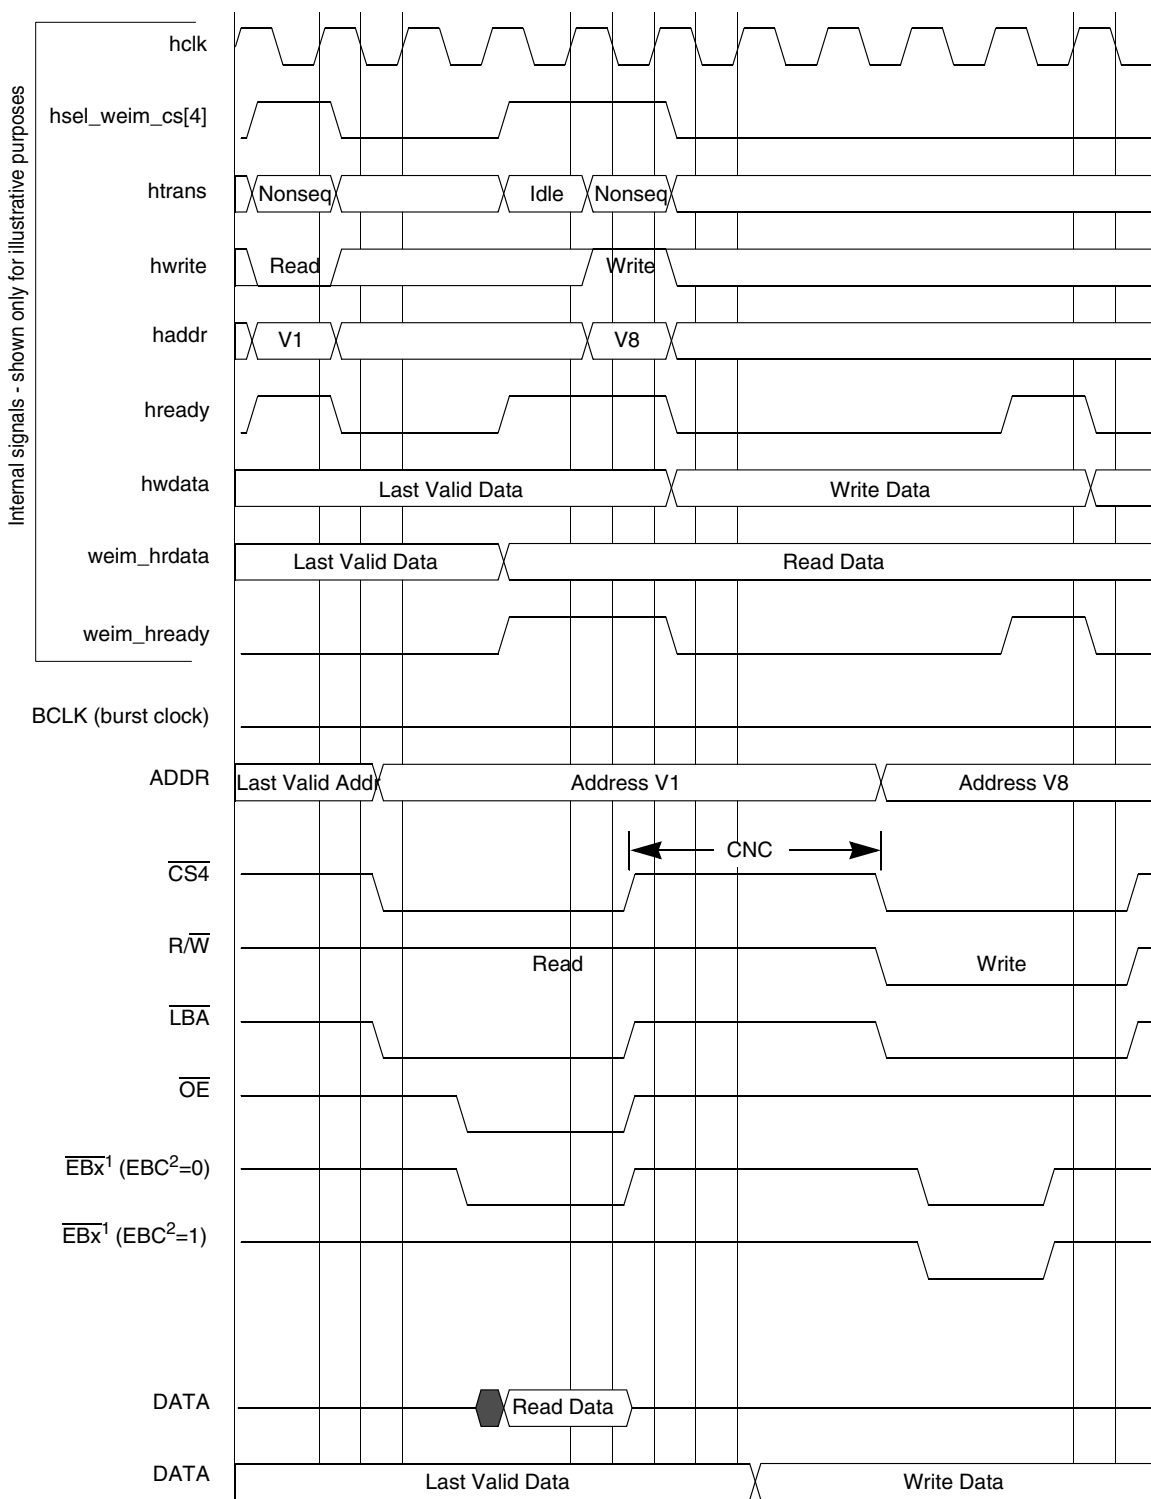 Internal signals - shown only for illustrative purposes
hclk
hsel_weim_cs[4]
htrans Nonseq Idle Nonseq
hwrite Read Write
haddr V1 V8
hready
hwdata Last Valid Data Write Data
weim_hrdata Last Valid Data Read Data
weim_hready
BCLK (burst clock)
ADDR Last Valid Addr Address V1 Address V8
CNC
CS4
R/W Read Write
LBA
OE
EBx¹ (EBC²=0)
EBx¹ (EBC²=1)
DATA Read Data
DATA Last Valid Data Write Data